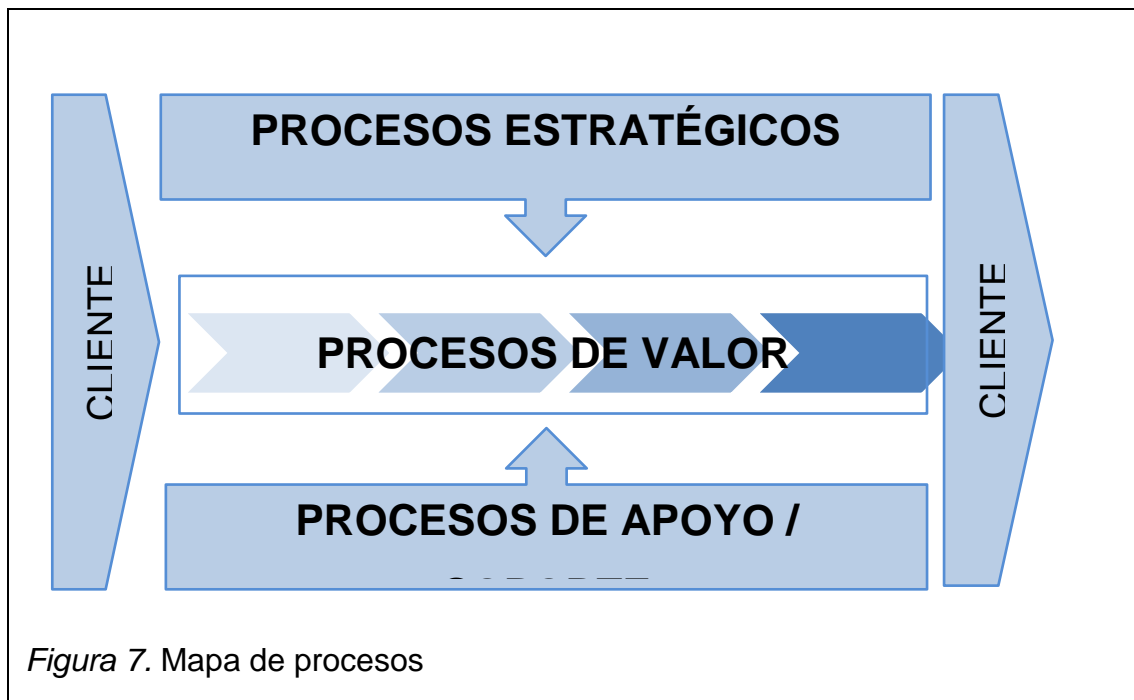 PROCESOS ESTRATÉGICOS
CLIENTE
PROCESOS DE VALOR
CLIENTE
PROCESOS DE APOYO /
Figura 7. Mapa de procesos